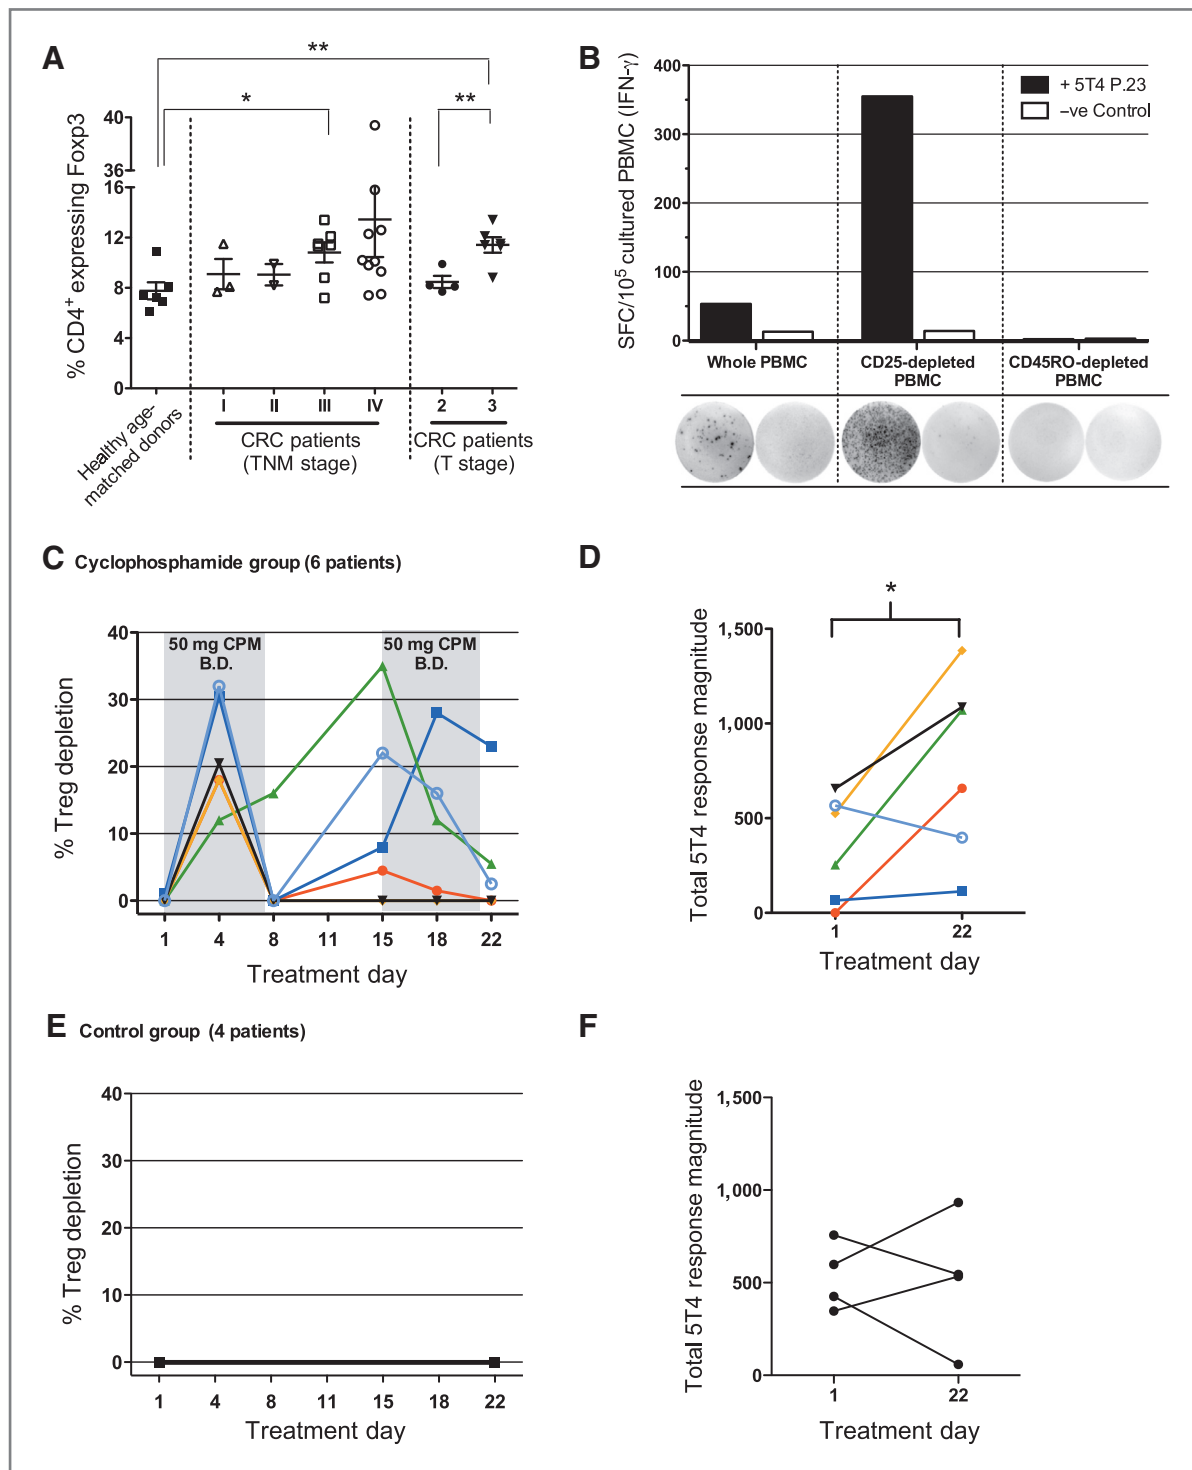 A
**
*
**
% CD4+ expressing Foxp3
40
36
16
12
8
4
0
Healthy age-
matched donors
I II III IV
CRC patients
(TNM stage)
2 3
CRC patients
(T stage)
B
SFC/10^5 cultured PBMC (IFN-γ)
400
300
200
100
0
+ 5T4 P.23
–ve Control
Whole PBMC
CD25-depleted
PBMC
CD45RO-depleted
PBMC
C Cyclophosphamide group (6 patients)
% Treg depletion
40
30
20
10
0
50 mg CPM
B.D.
50 mg CPM
B.D.
1 4 8 11 15 18 22
Treatment day
D
*
Total 5T4 response magnitude
1,500
1,000
500
0
1 22
Treatment day
E Control group (4 patients)
% Treg depletion
40
30
20
10
0
1 4 8 11 15 18 22
Treatment day
F
Total 5T4 response magnitude
1,500
1,000
500
0
1 22
Treatment day